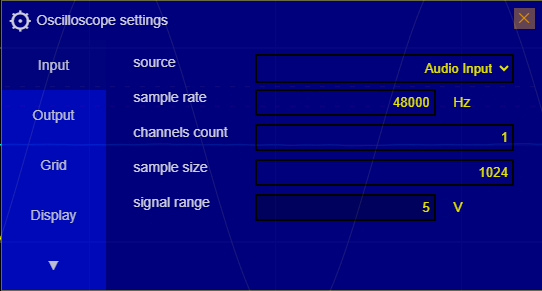 Oscilloscope settings
Input
Output
Grid
Display
▼
source Audio Input
sample rate 48000 Hz
channels count 1
sample size 1024
signal range 5 V